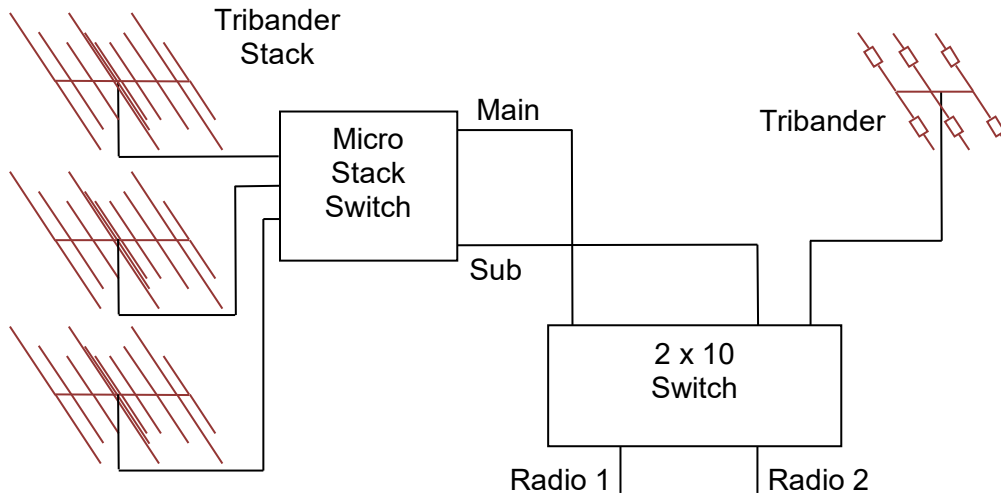 Tribander
Stack
Main
Micro
Stack
Switch
Tribander
Sub
2 x 10
Switch
Radio 1
Radio 2